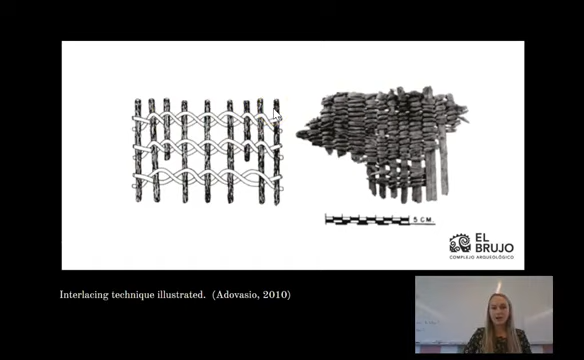 5 CM.
EL
BRUJO
COMPLEJO ARQUEOLÓGICO
Interlacing technique illustrated. (Adovasio, 2010)